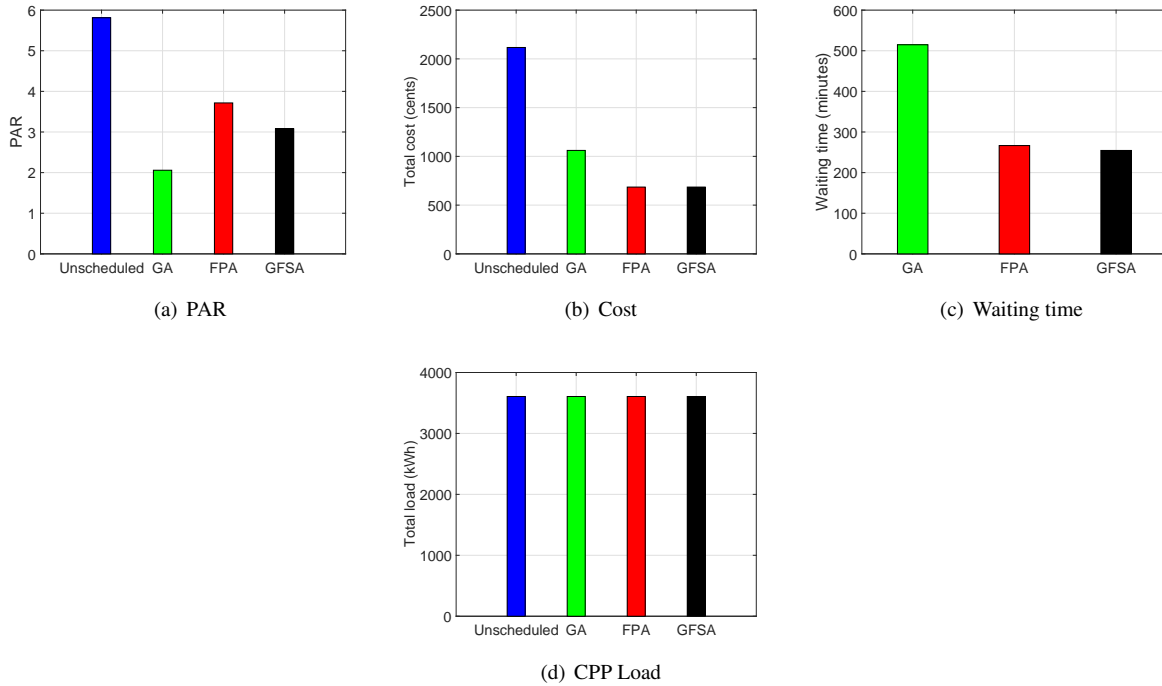 6
5
4
3
2
1
0
PAR
Unscheduled GA FPA GFSA
(a) PAR
2500
2000
1500
1000
500
0
Total cost (cents)
Unscheduled GA FPA GFSA
(b) Cost
600
500
400
300
200
100
0
Waiting time (minutes)
GA FPA GFSA
(c) Waiting time
4000
3000
2000
1000
0
Total load (kWh)
Unscheduled GA FPA GFSA
(d) CPP Load